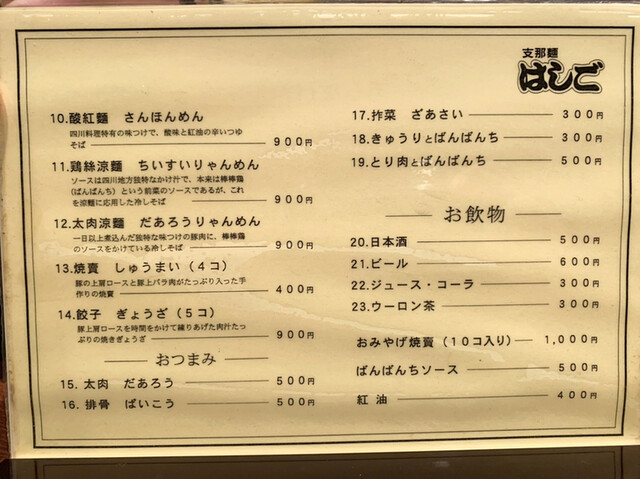 支那麵
はしご
10.酸紅麵 さんほんめん
四川料理特有の味つけで、酸味と紅油の辛いつゆ
そば 900円
11.鶏絲涼麵 ちいすいりゃんめん
ソースは四川地方独特なかけ汁で、本来は棒棒鶏
(ばんばんち)という前菜のソースであるが、これ
を涼麵に応用した冷しそば 900円
12.太肉涼麵 だあろうりゃんめん
一日以上煮込んだ独特な味つけの豚肉に、棒棒鶏
のソースをかけている冷しそば 900円
13.焼賣 しゅうまい(4コ)
豚の上肩ロースと豚上バラ肉がたっぷり入った手
作りの焼賣 400円
14.餃子 ぎょうざ(5コ)
豚上肩ロースを時間をかけて練りあげた肉汁たっ
ぷりの焼きぎょうざ 900円
おつまみ
15.太肉 だあろう 500円
16.排骨 ぱいこう 500円
17.搾菜 ざあさい 300円
18.きゅうりとばんばんち 300円
19.とり肉とばんばんち 500円
お飲物
20.日本酒 500円
21.ビール 600円
22.ジュース・コーラ 300円
23.ウーロン茶 300円
おみやげ焼賣(10コ入り) 1,000円
ばんばんちソース 500円
紅油 400円